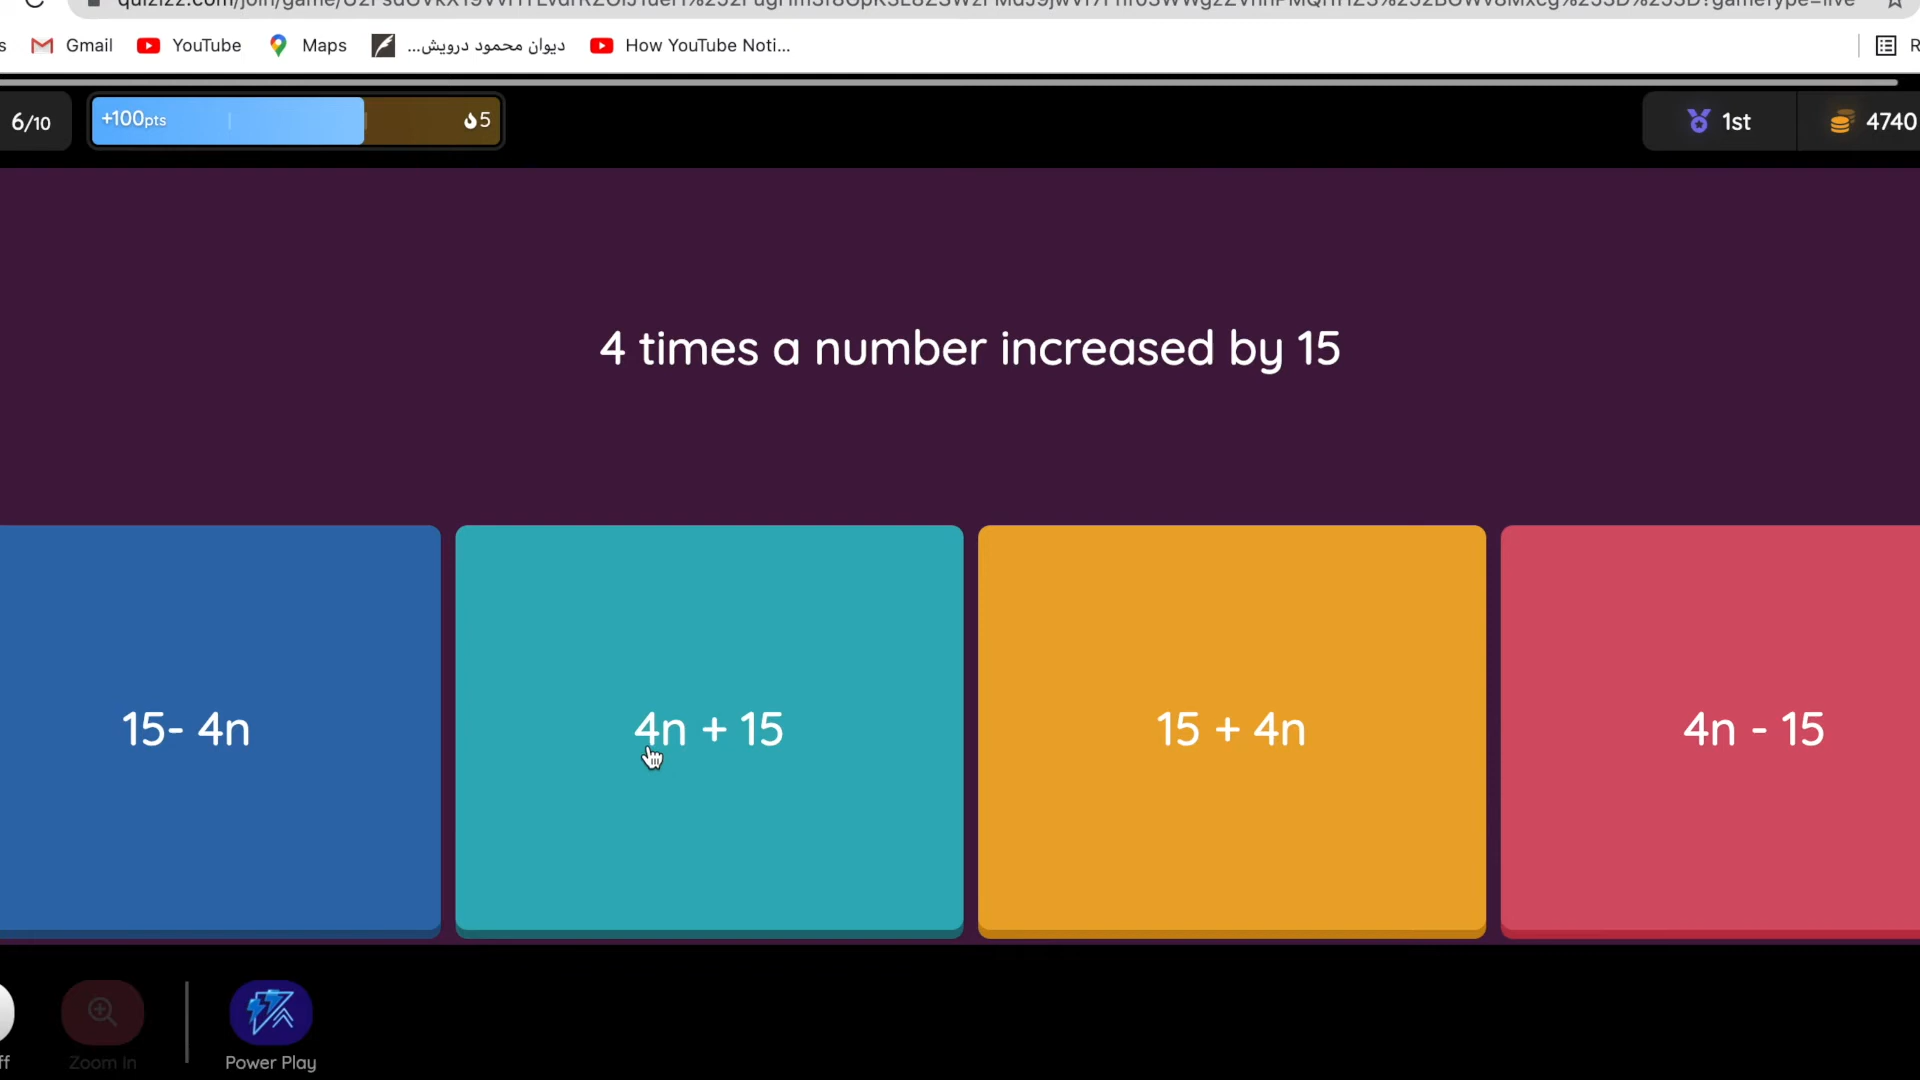 Gmail YouTube Maps ديوان محمود درويش... How YouTube Noti...
6/10 +100pts 5 1st 4740
4 times a number increased by 15
15- 4n
4n + 15
15 + 4n
4n - 15
Zoom In
Power Play